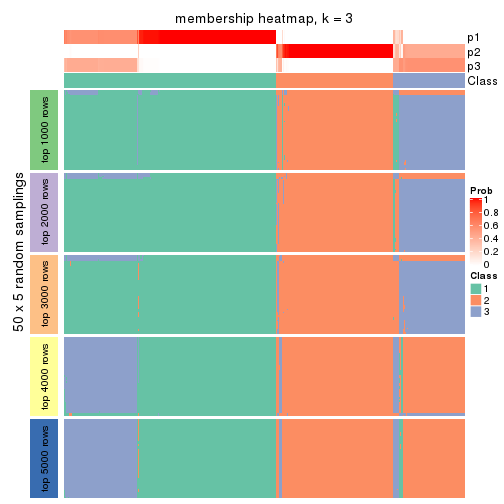 membership heatmap, k = 3
p1
p2
p3
Class
50 x 5 random samplings
top 1000 rows
top 2000 rows
top 3000 rows
top 4000 rows
top 5000 rows
Prob
1
0.8
0.6
0.4
0.2
0
Class
1
2
3